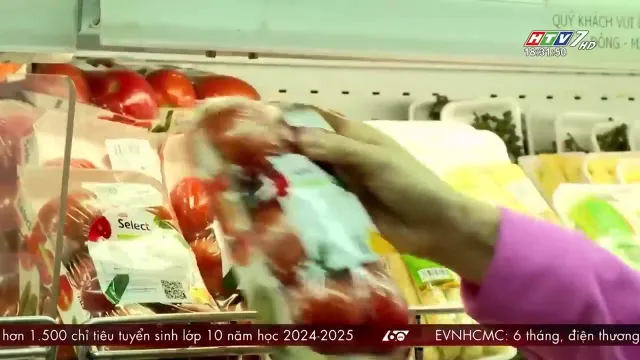 QUÝ KHÁCH VUI
HTV7 HD
18:31:50
Select
hơn 1.500 chỉ tiêu tuyển sinh lớp 10 năm học 2024-2025
60
EVNHCMC: 6 tháng, điện thương